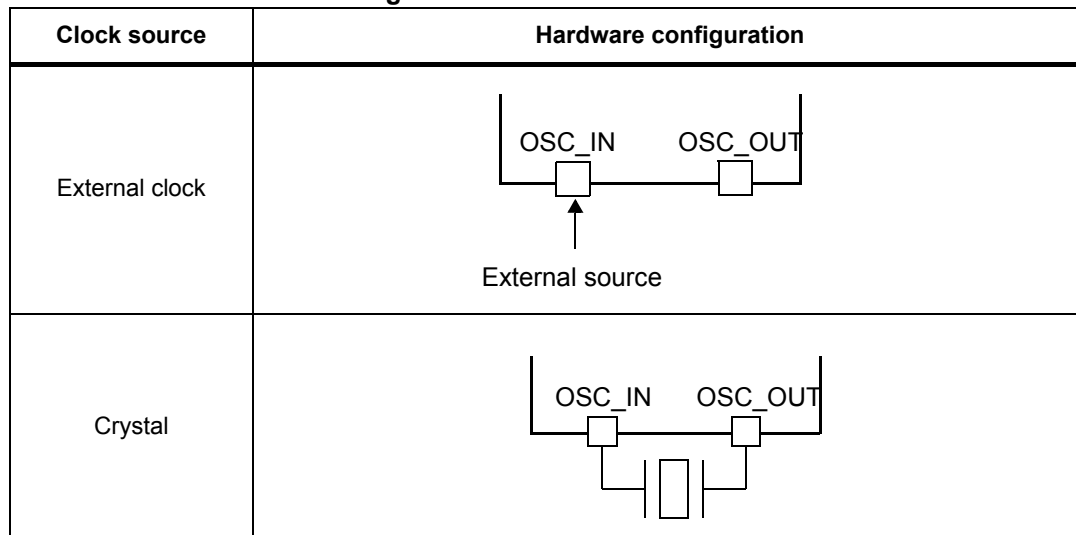 Clock source
Hardware configuration
External clock
OSC_IN
OSC_OUT
External source
Crystal
OSC_IN
OSC_OUT